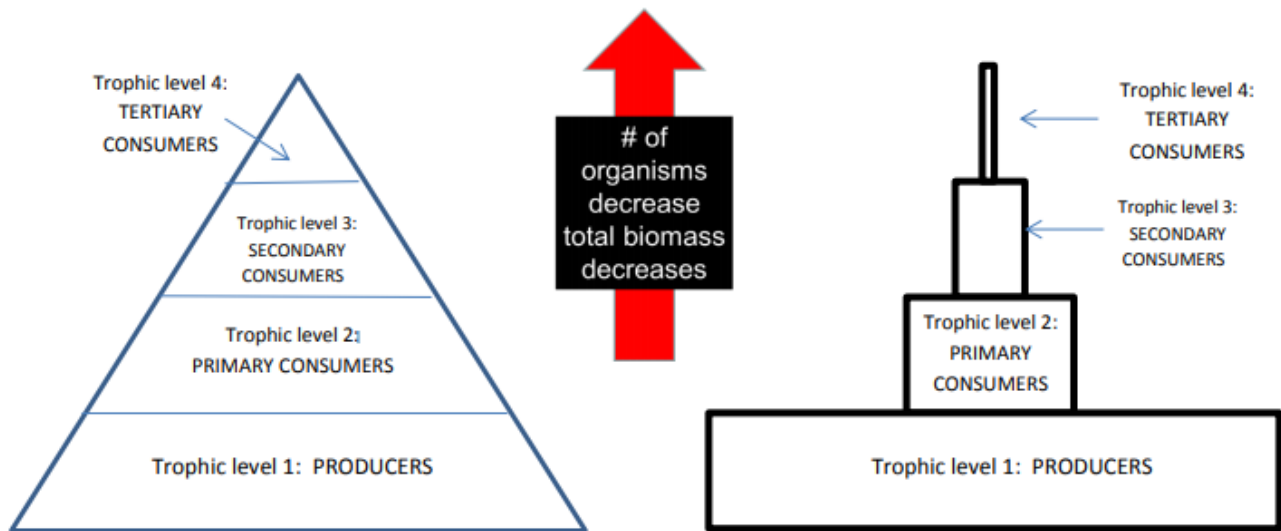 Trophic level 4:
TERTIARY
CONSUMERS
Trophic level 3:
SECONDARY
CONSUMERS
Trophic level 2:
PRIMARY CONSUMERS
Trophic level 1: PRODUCERS
# of
organisms
decrease
total biomass
decreases
Trophic level 4:
TERTIARY
CONSUMERS
Trophic level 3:
SECONDARY
CONSUMERS
Trophic level 2:
PRIMARY
CONSUMERS
Trophic level 1: PRODUCERS